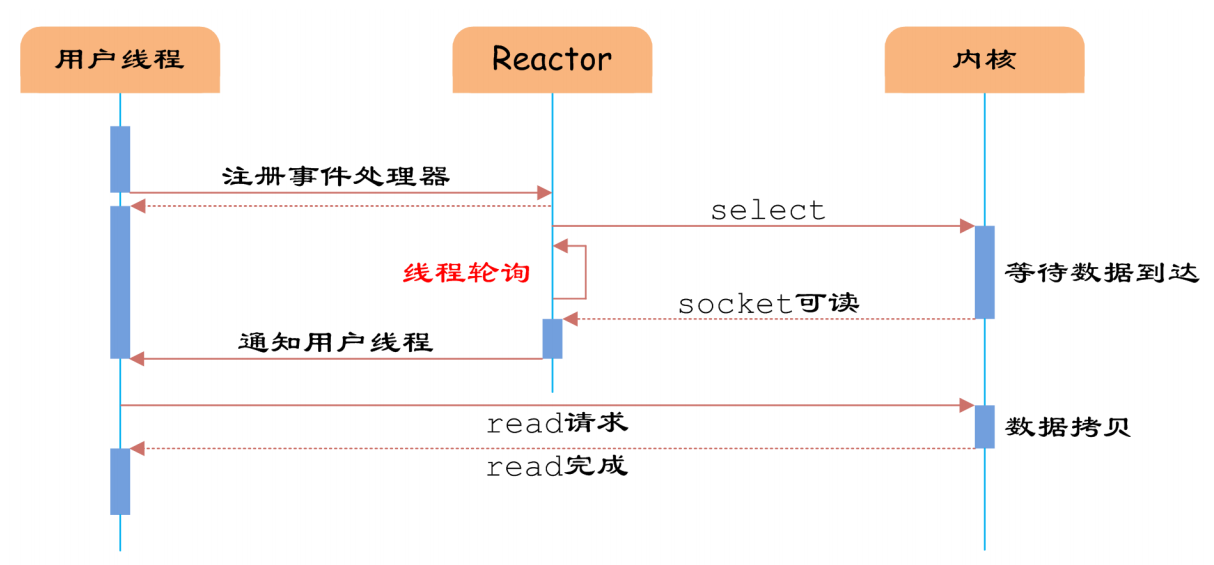 用户线程
Reactor
内核
注册事件处理器
select
线程轮询
等待数据到达
socket可读
通知用户线程
read请求
数据拷贝
read完成